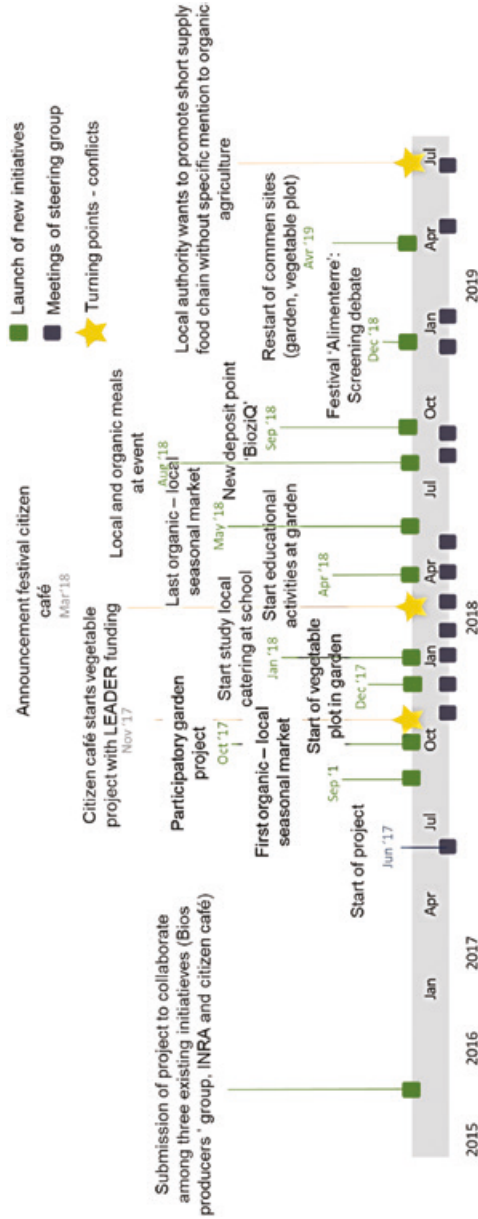 Launch of new initiatives
Meetings of steering group
Turning points - conflicts
Submission of project to collaborate
among three existing initiatieves (Bios
producers ' group, INRA and citizen café)
Start of project
Jun '17
First organic – local
seasonal market
Sep '1
Participatory garden
project
Oct '17
Citizen café starts vegetable
project with LEADER funding
Nov '17
Start of vegetable
plot in garden
Dec '17
Start study local
catering at school
Jan '18
Announcement festival citizen
café
Mar'18
Start educational
activities at garden
Apr '18
Last organic – local
seasonal market
May '18
Local and organic meals
at event
Aug '18
New deposit point
'BioziQ'
Sep '18
Festival 'Alimenterre':
Screening debate
Dec '18
Restart of commen sites
(garden, vegetable plot)
Avr '19
Local authority wants to promote short supply
food chain without specific mention to organic
agriculture
Jan
Apr
Jul
Oct
Jan
Apr
Jul
Oct
Jan
Apr
Jul
2015
2016
2017
2018
2019